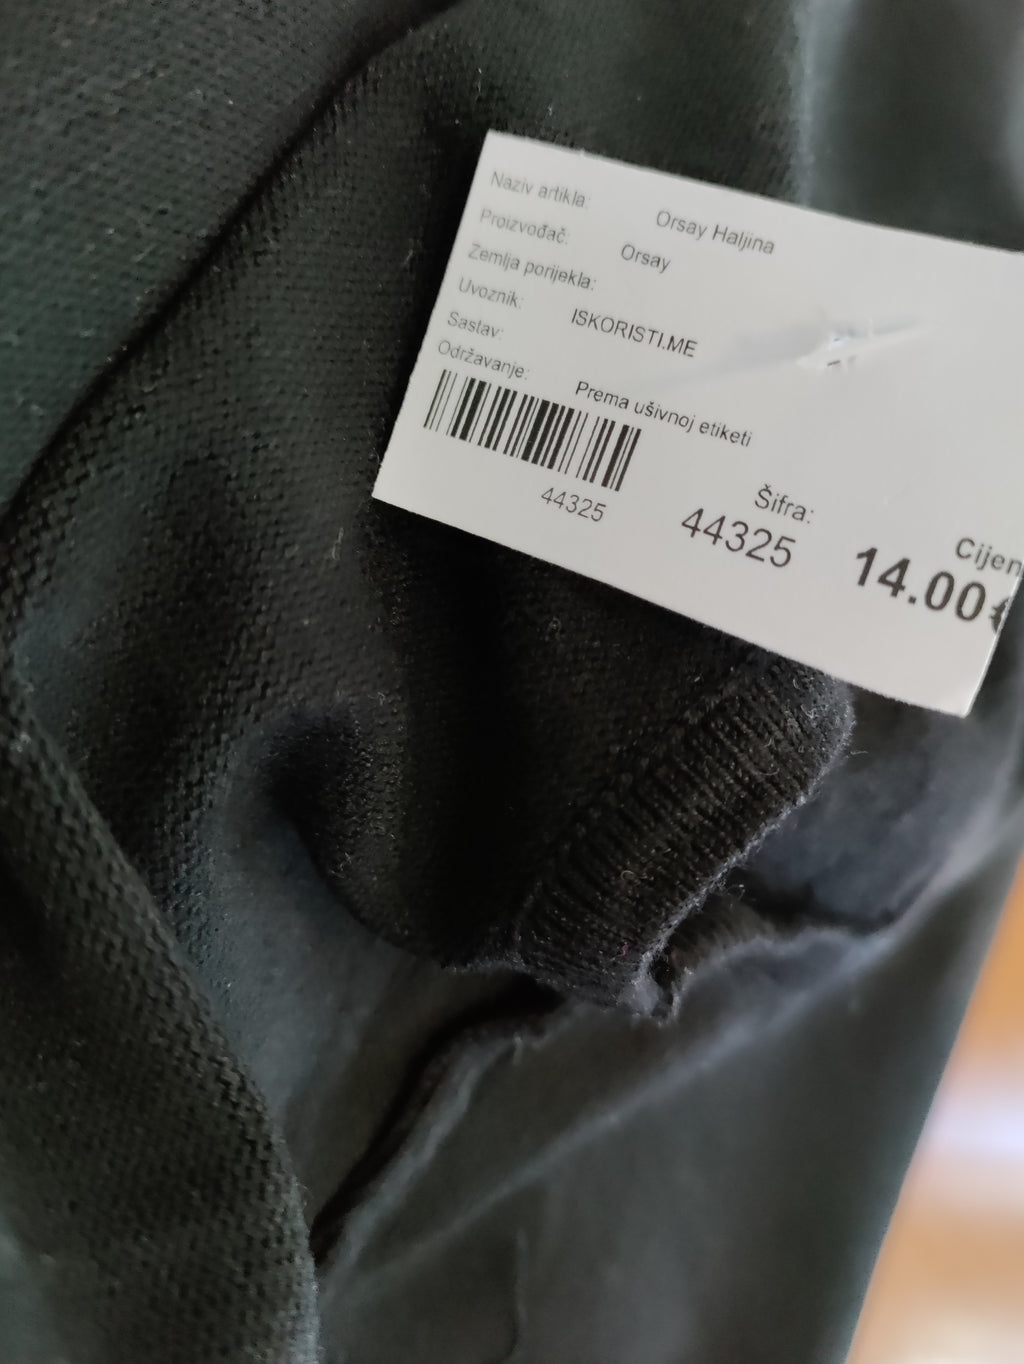 Naziv artikla: Orsay Haljina
Proizvođač: Orsay
Zemlja porijekla:
Uvoznik: ISKORISTI.ME
Sastav:
Održavanje: Prema ušivnoj etiketi
44325
Šifra:
44325
Cijen
14.00€